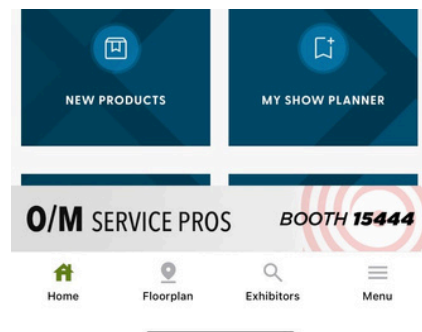 NEW PRODUCTS
MY SHOW PLANNER
O/M SERVICE PROS
BOOTH 15444
Home
Floorplan
Exhibitors
Menu